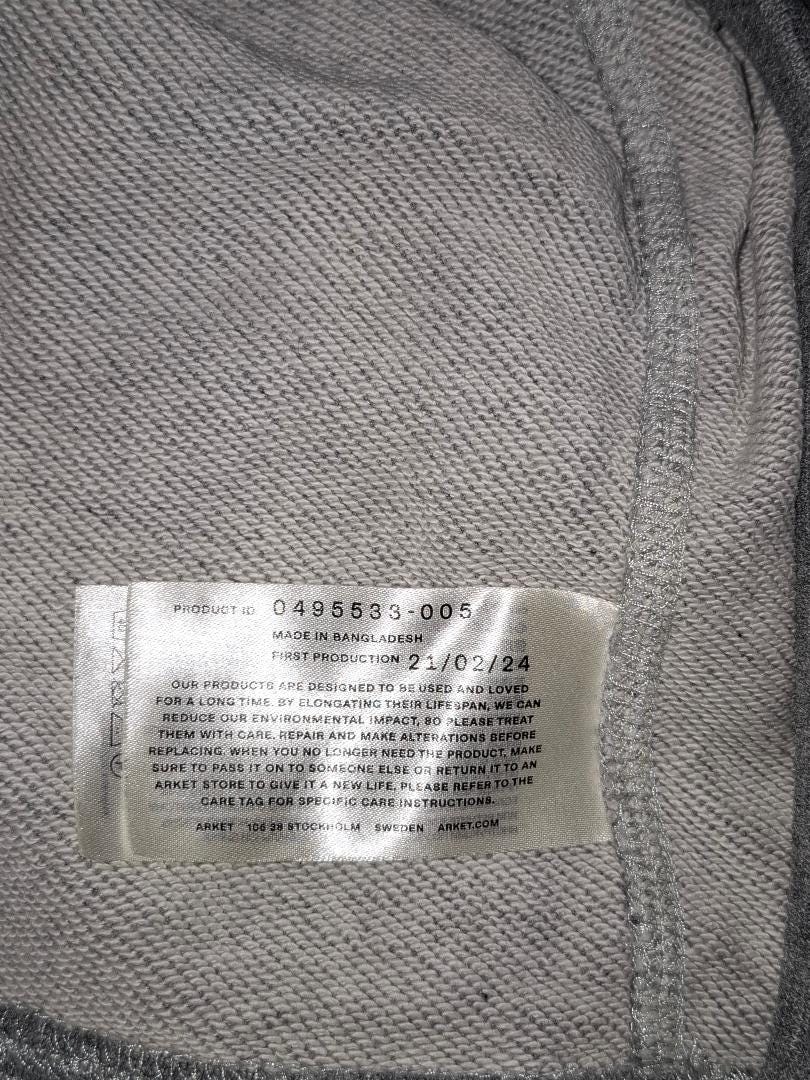 PRODUCT ID 0495533-005
MADE IN BANGLADESH
FIRST PRODUCTION 21/02/24
OUR PRODUCTS ARE DESIGNED TO BE USED AND LOVED
FOR A LONG TIME. BY ELONGATING THEIR LIFESPAN, WE CAN
REDUCE OUR ENVIRONMENTAL IMPACT, SO PLEASE TREAT
THEM WITH CARE. REPAIR AND MAKE ALTERATIONS BEFORE
REPLACING. WHEN YOU NO LONGER NEED THE PRODUCT, MAKE
SURE TO PASS IT ON TO SOMEONE ELSE OR RETURN IT TO AN
ARKET STORE TO GIVE IT A NEW LIFE. PLEASE REFER TO THE
CARE TAG FOR SPECIFIC CARE INSTRUCTIONS.
ARKET 106 38 STOCKHOLM SWEDEN ARKET.COM